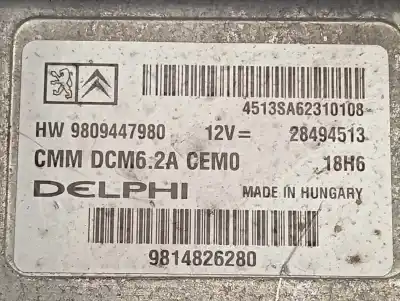 4513SA62310108
HW 9809447980 12V= 28494513
CMM DCM6.2A CEM0 18H6
DELPHI MADE IN HUNGARY
9814826280